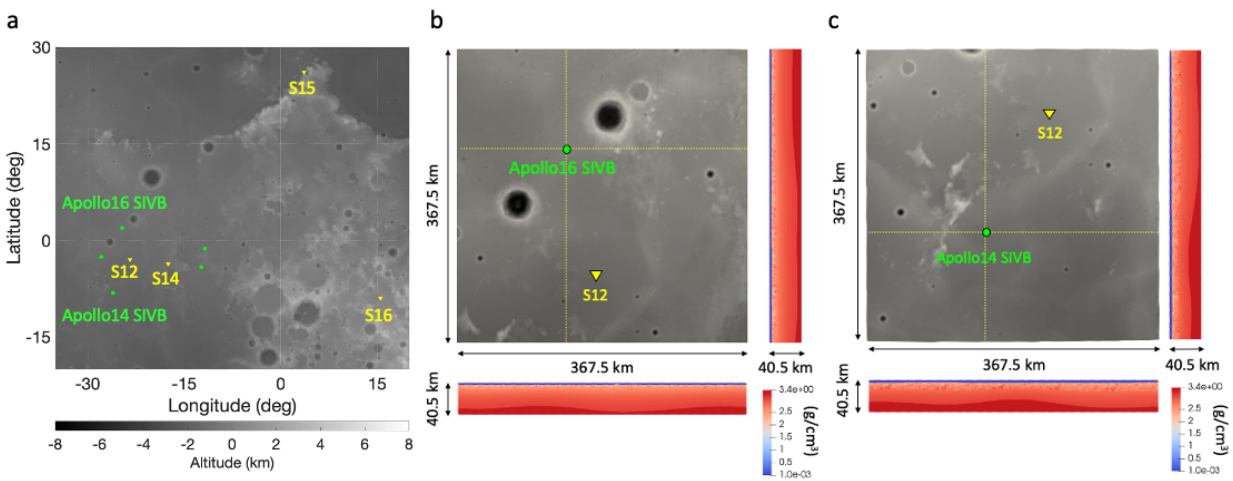 a
30
15
0
-15
Latitude (deg)
S15
Apollo16 SIVB
S12
S14
Apollo14 SIVB
S16
-30
-15
0
15
Longitude (deg)
-8
-6
-4
-2
0
2
4
6
8
Altitude (km)
b
367.5 km
Apollo16 SIVB
S12
367.5 km
40.5 km
40.5 km
3.4e+00
2.5
2
1.5
1
0.5
1.0e-03
(g/cm³)
c
367.5 km
S12
Apollo14 SIVB
367.5 km
40.5 km
40.5 km
3.4e+00
2.5
2
1.5
1
0.5
1.0e-03
(g/cm³)